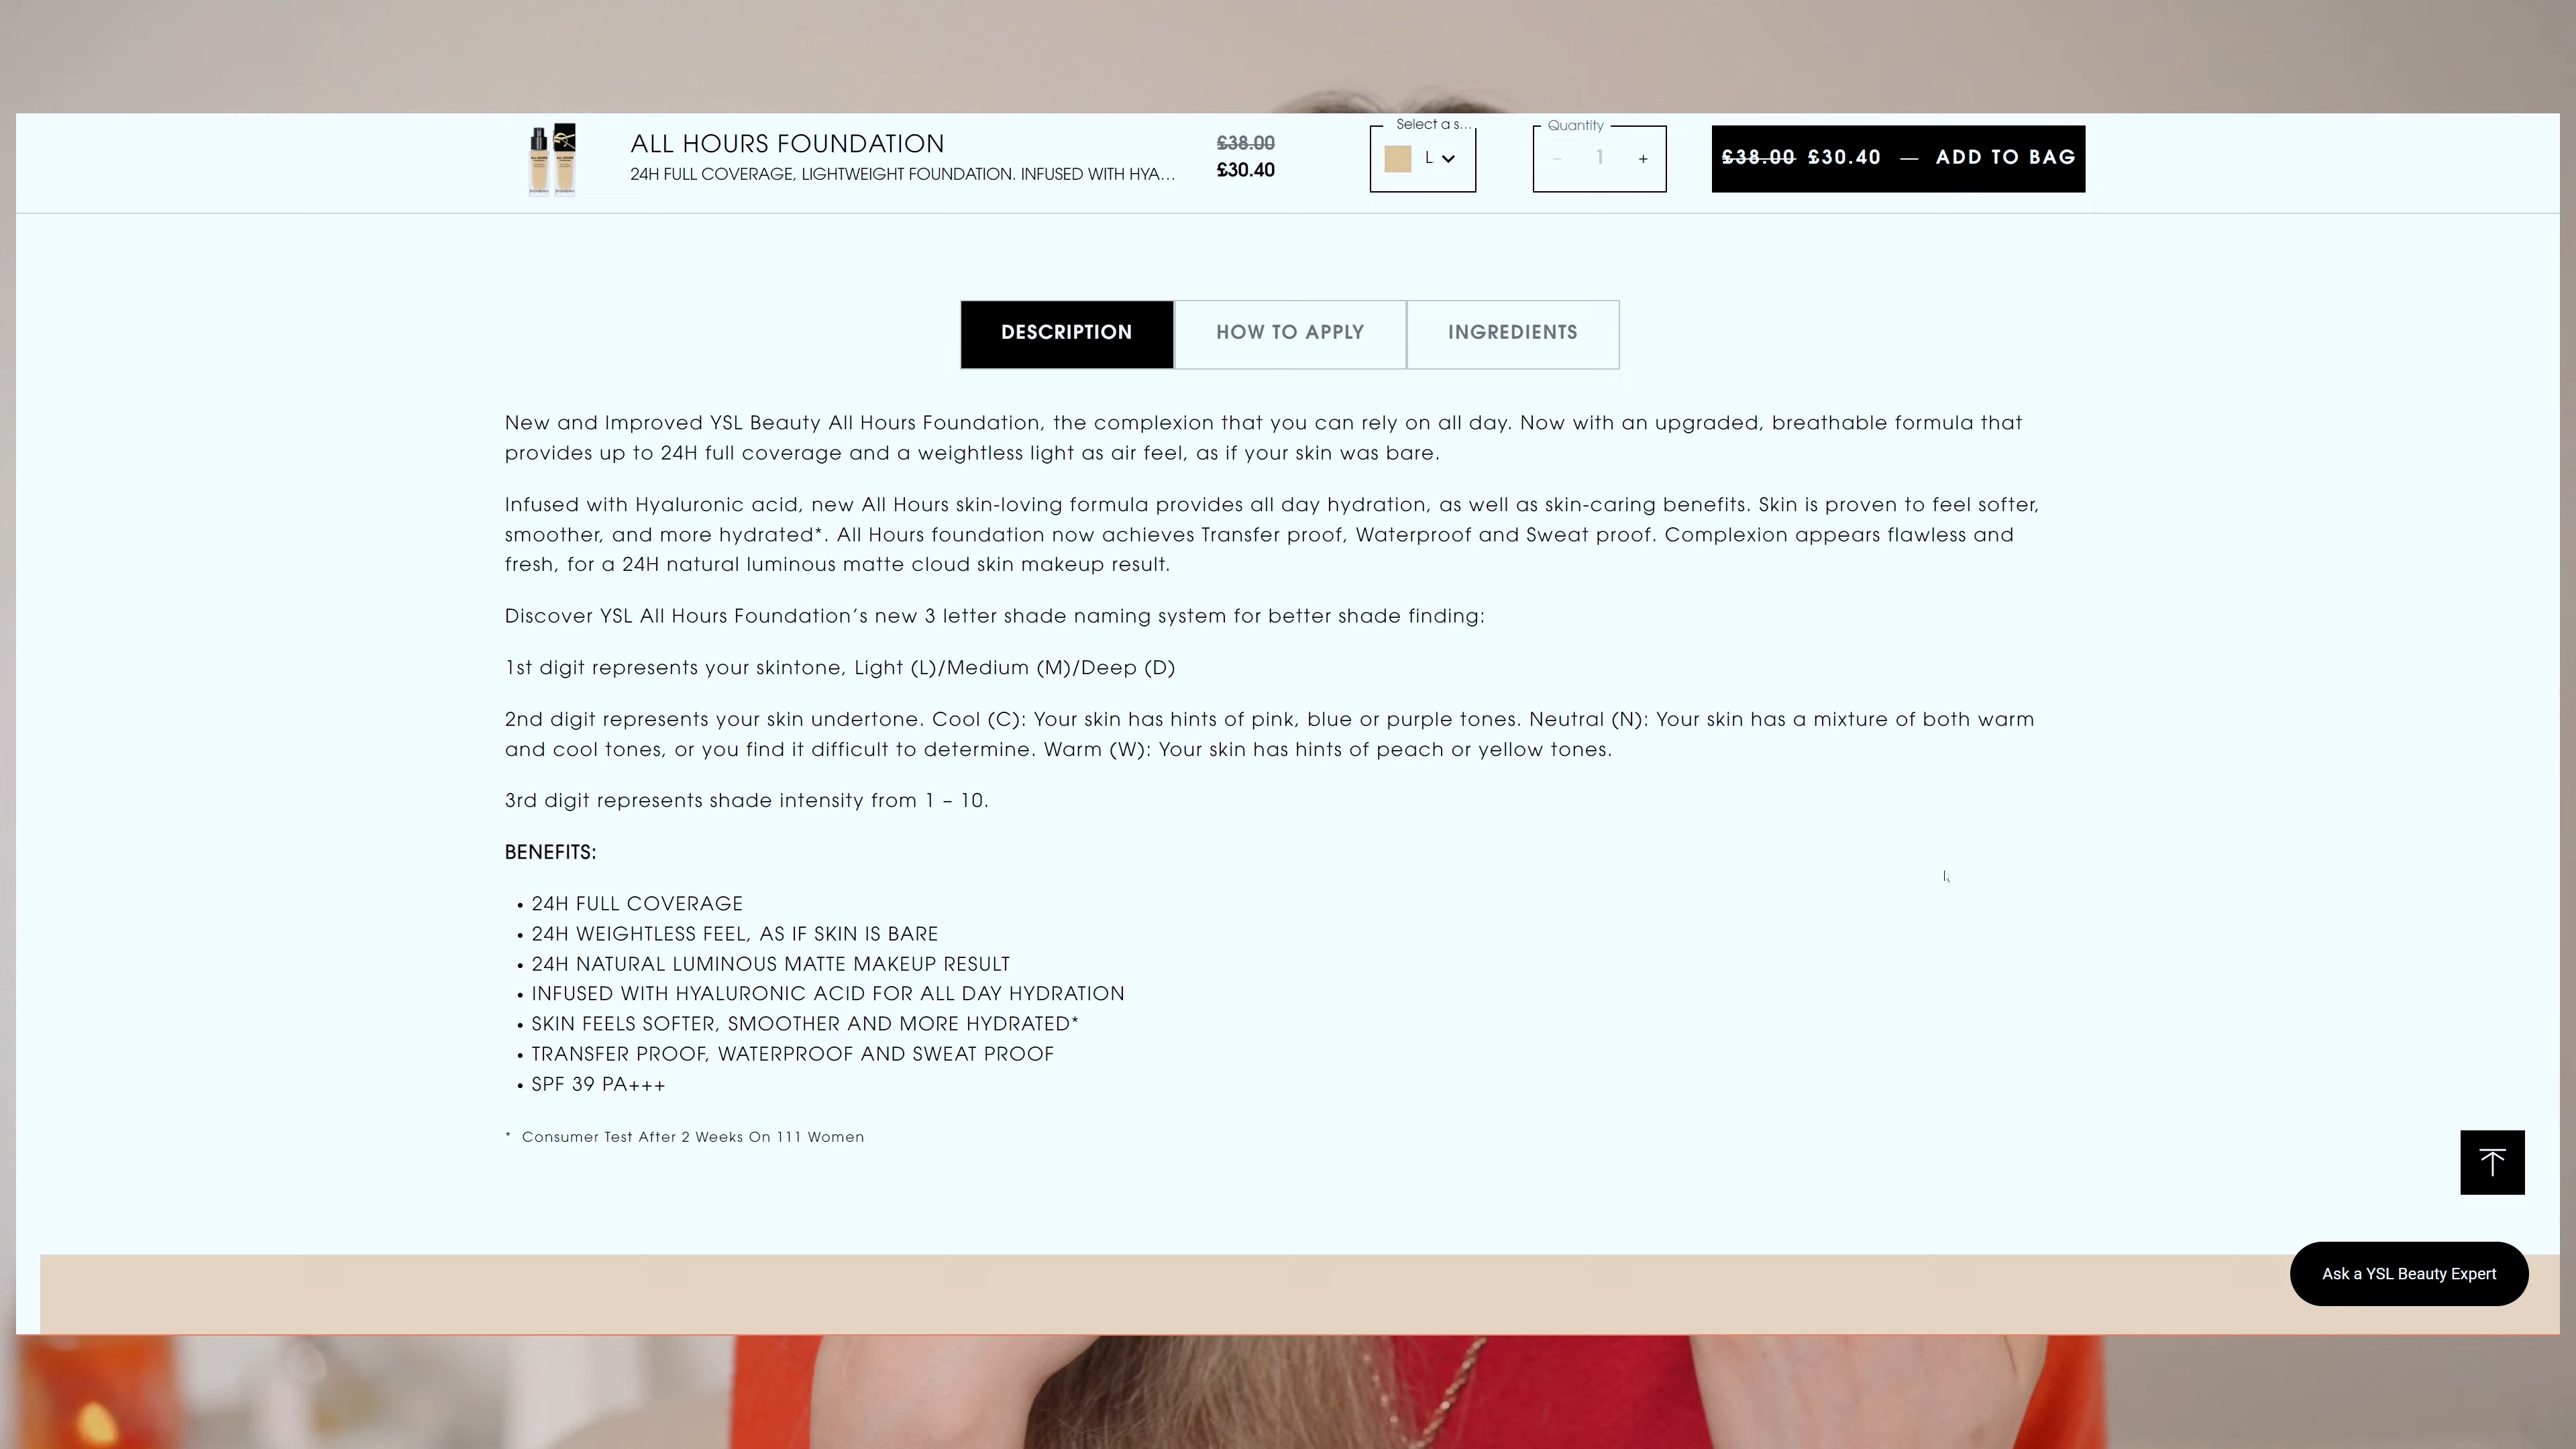 ALL HOURS FOUNDATION
24H FULL COVERAGE, LIGHTWEIGHT FOUNDATION. INFUSED WITH HYA...
£38.00
£30.40
Select a s...
L
Quantity
− 1 +
£38.00 £30.40 — ADD TO BAG
DESCRIPTION
HOW TO APPLY
INGREDIENTS
New and Improved YSL Beauty All Hours Foundation, the complexion that you can rely on all day. Now with an upgraded, breathable formula that
provides up to 24H full coverage and a weightless light as air feel, as if your skin was bare.
Infused with Hyaluronic acid, new All Hours skin-loving formula provides all day hydration, as well as skin-caring benefits. Skin is proven to feel softer,
smoother, and more hydrated*. All Hours foundation now achieves Transfer proof, Waterproof and Sweat proof. Complexion appears flawless and
fresh, for a 24H natural luminous matte cloud skin makeup result.
Discover YSL All Hours Foundation’s new 3 letter shade naming system for better shade finding:
1st digit represents your skintone, Light (L)/Medium (M)/Deep (D)
2nd digit represents your skin undertone. Cool (C): Your skin has hints of pink, blue or purple tones. Neutral (N): Your skin has a mixture of both warm
and cool tones, or you find it difficult to determine. Warm (W): Your skin has hints of peach or yellow tones.
3rd digit represents shade intensity from 1 – 10.
BENEFITS:
• 24H FULL COVERAGE
• 24H WEIGHTLESS FEEL, AS IF SKIN IS BARE
• 24H NATURAL LUMINOUS MATTE MAKEUP RESULT
• INFUSED WITH HYALURONIC ACID FOR ALL DAY HYDRATION
• SKIN FEELS SOFTER, SMOOTHER AND MORE HYDRATED*
• TRANSFER PROOF, WATERPROOF AND SWEAT PROOF
• SPF 39 PA+++
* Consumer Test After 2 Weeks On 111 Women
Ask a YSL Beauty Expert